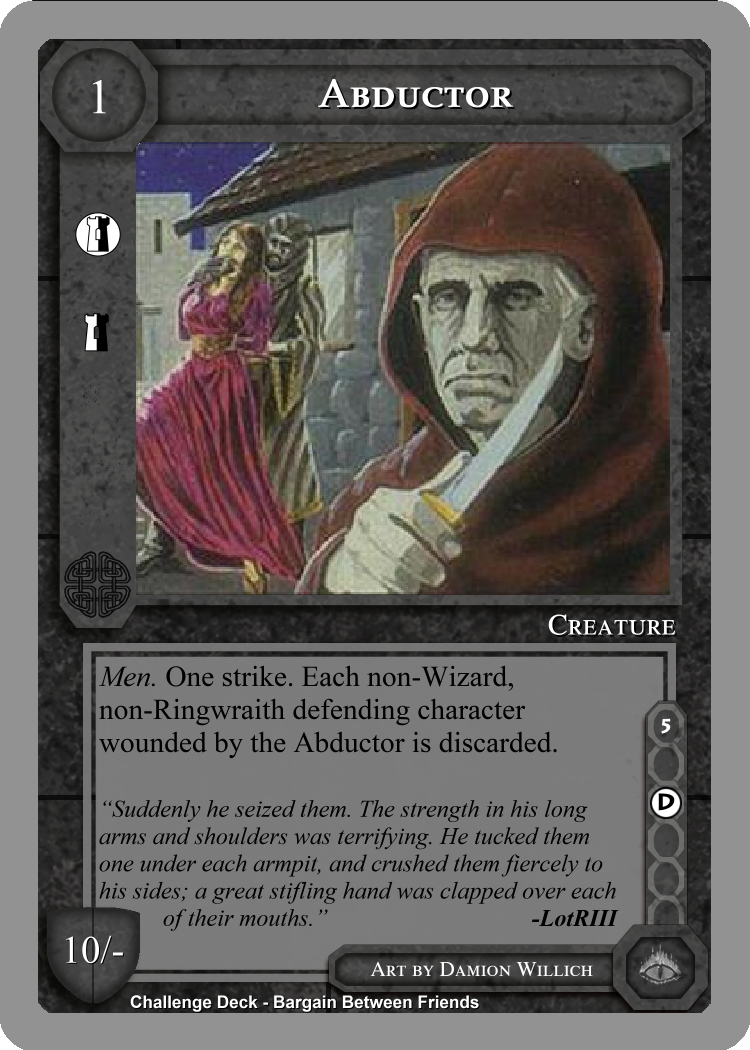 1
ABDUCTOR
CREATURE
Men. One strike. Each non-Wizard,
non-Ringwraith defending character
wounded by the Abductor is discarded.
5
D
“Suddenly he seized them. The strength in his long
arms and shoulders was terrifying. He tucked them
one under each armpit, and crushed them fiercely to
his sides; a great stifling hand was clapped over each
of their mouths.” -LotRIII
10/-
ART BY DAMION WILLICH
Challenge Deck - Bargain Between Friends